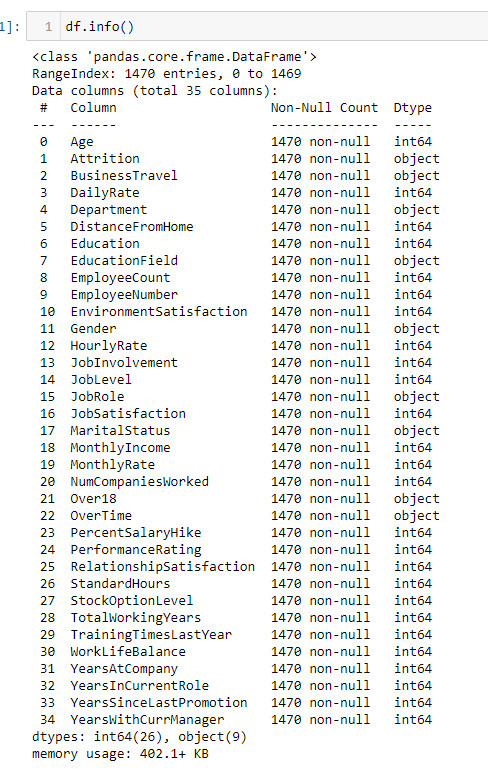 1]: 1 df.info()
<class 'pandas.core.frame.DataFrame'>
RangeIndex: 1470 entries, 0 to 1469
Data columns (total 35 columns):
 #   Column                    Non-Null Count  Dtype
---  ------                    --------------  -----
 0   Age                       1470 non-null   int64
 1   Attrition                 1470 non-null   object
 2   BusinessTravel            1470 non-null   object
 3   DailyRate                 1470 non-null   int64
 4   Department                1470 non-null   object
 5   DistanceFromHome          1470 non-null   int64
 6   Education                 1470 non-null   int64
 7   EducationField            1470 non-null   object
 8   EmployeeCount             1470 non-null   int64
 9   EmployeeNumber            1470 non-null   int64
 10  EnvironmentSatisfaction   1470 non-null   int64
 11  Gender                    1470 non-null   object
 12  HourlyRate                1470 non-null   int64
 13  JobInvolvement            1470 non-null   int64
 14  JobLevel                  1470 non-null   int64
 15  JobRole                   1470 non-null   object
 16  JobSatisfaction           1470 non-null   int64
 17  MaritalStatus             1470 non-null   object
 18  MonthlyIncome             1470 non-null   int64
 19  MonthlyRate               1470 non-null   int64
 20  NumCompaniesWorked        1470 non-null   int64
 21  Over18                    1470 non-null   object
 22  OverTime                  1470 non-null   object
 23  PercentSalaryHike         1470 non-null   int64
 24  PerformanceRating         1470 non-null   int64
 25  RelationshipSatisfaction  1470 non-null   int64
 26  StandardHours             1470 non-null   int64
 27  StockOptionLevel          1470 non-null   int64
 28  TotalWorkingYears         1470 non-null   int64
 29  TrainingTimesLastYear     1470 non-null   int64
 30  WorkLifeBalance           1470 non-null   int64
 31  YearsAtCompany            1470 non-null   int64
 32  YearsInCurrentRole        1470 non-null   int64
 33  YearsSinceLastPromotion   1470 non-null   int64
 34  YearsWithCurrManager      1470 non-null   int64
dtypes: int64(26), object(9)
memory usage: 402.1+ KB